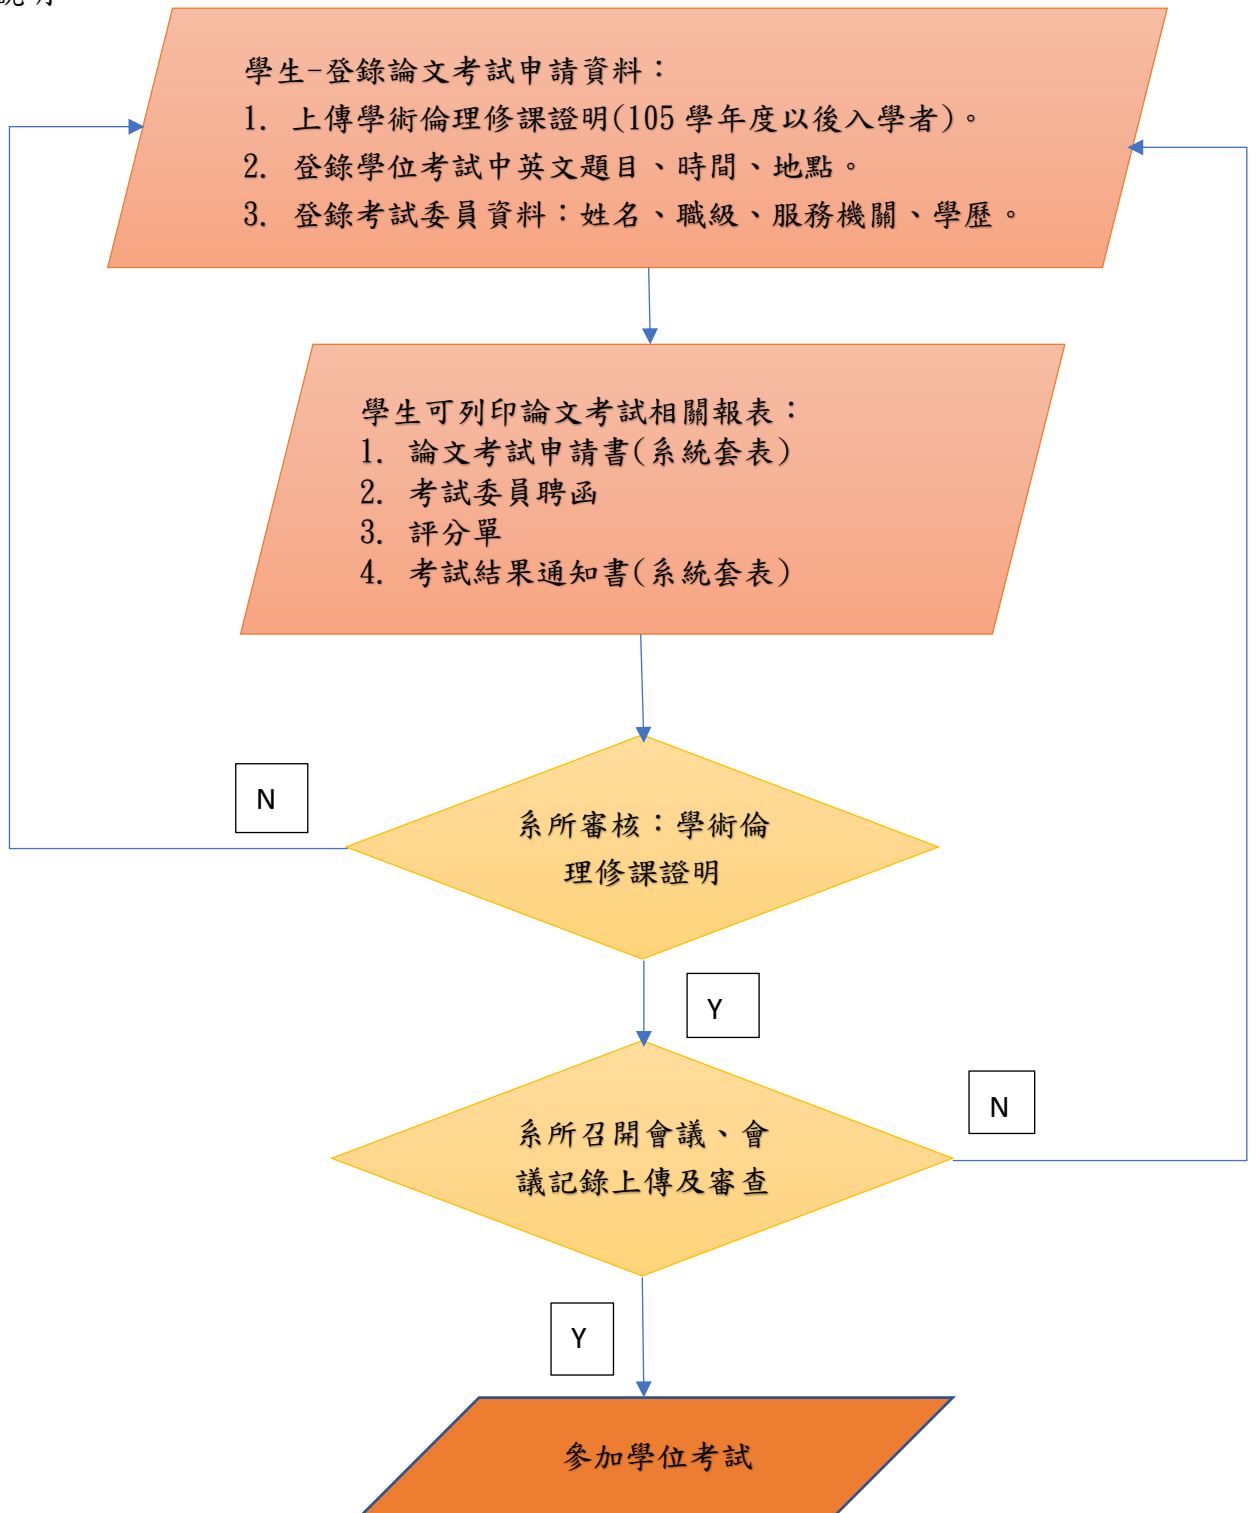 學生-登錄論文考試申請資料：
1. 上傳學術倫理修課證明(105 學年度以後入學者)。
2. 登錄學位考試中英文題目、時間、地點。
3. 登錄考試委員資料：姓名、職級、服務機關、學歷。
學生可列印論文考試相關報表：
1. 論文考試申請書(系統套表)
2. 考試委員聘函
3. 評分單
4. 考試結果通知書(系統套表)
N
系所審核：學術倫
理修課證明
Y
N
系所召開會議、會
議記錄上傳及審查
Y
參加學位考試